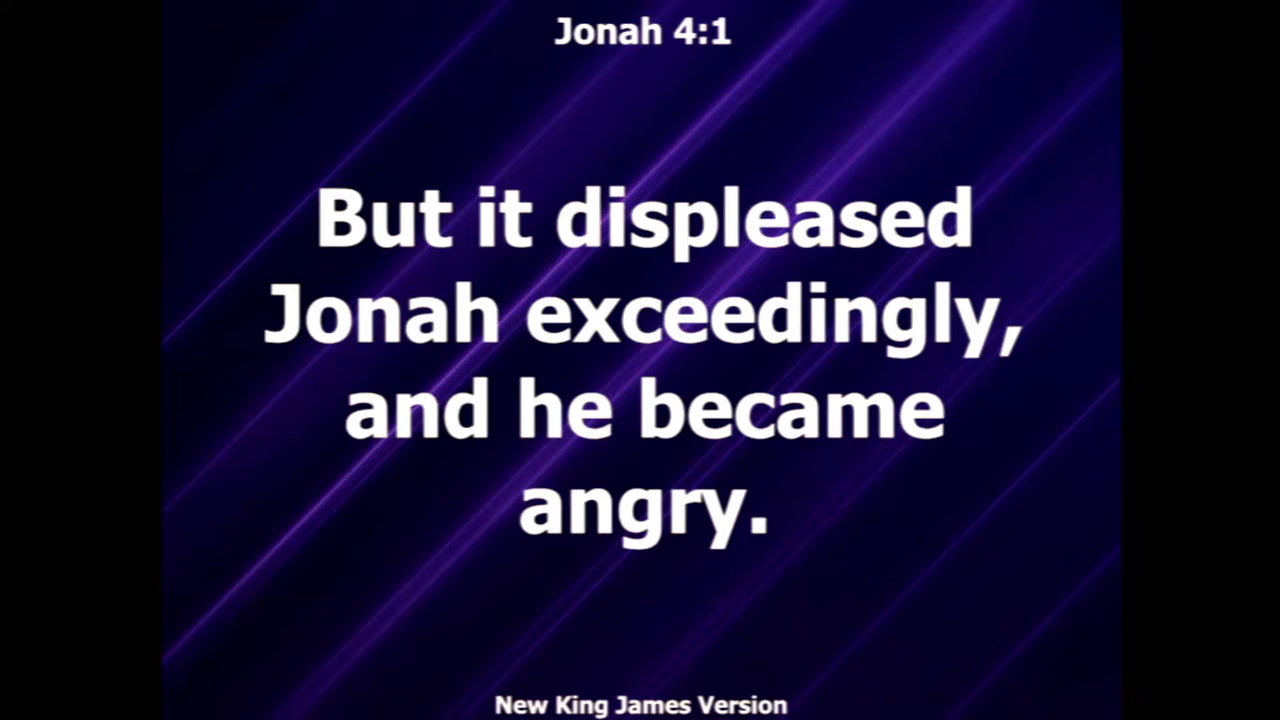 Jonah 4:1
But it displeased
Jonah exceedingly,
and he became
angry.
New King James Version